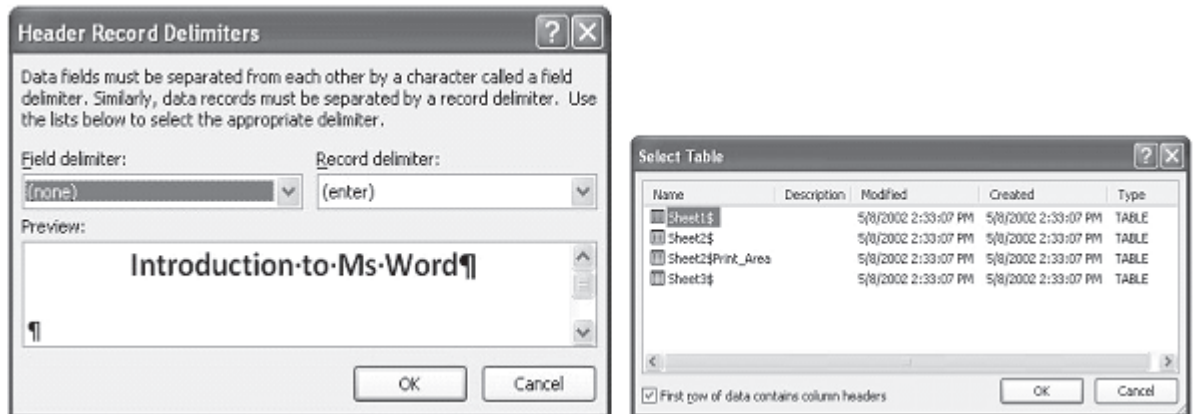 Header Record Delimiters
Data fields must be separated from each other by a character called a field
delimiter. Similarly, data records must be separated by a record delimiter. Use
the lists below to select the appropriate delimiter.
Field delimiter: Record delimiter:
(none) (enter)
Preview:
Introduction·to·Ms·Word¶
¶
OK Cancel
Select Table
Name Description Modified Created Type
Sheet1$ 5/8/2002 2:33:07 PM 5/8/2002 2:33:07 PM TABLE
Sheet2$ 5/8/2002 2:33:07 PM 5/8/2002 2:33:07 PM TABLE
Sheet2$Print_Area 5/8/2002 2:33:07 PM 5/8/2002 2:33:07 PM TABLE
Sheet3$ 5/8/2002 2:33:07 PM 5/8/2002 2:33:07 PM TABLE
First row of data contains column headers OK Cancel